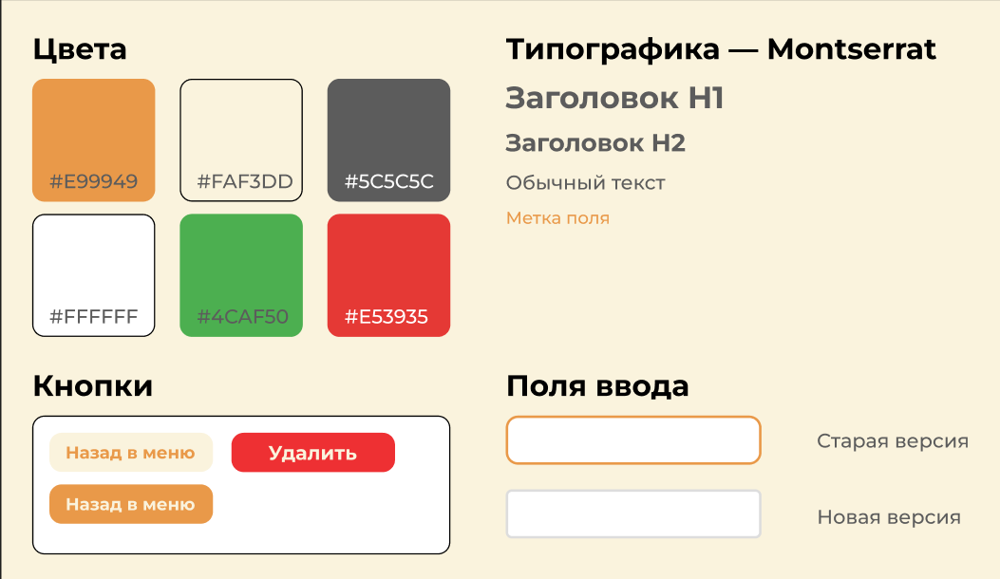 Цвета
#E99949
#FAF3DD
#5C5C5C
#FFFFFF
#4CAF50
#E53935
Типографика — Montserrat
Заголовок H1
Заголовок H2
Обычный текст
Метка поля
Кнопки
Назад в меню
Удалить
Назад в меню
Поля ввода
Старая версия
Новая версия